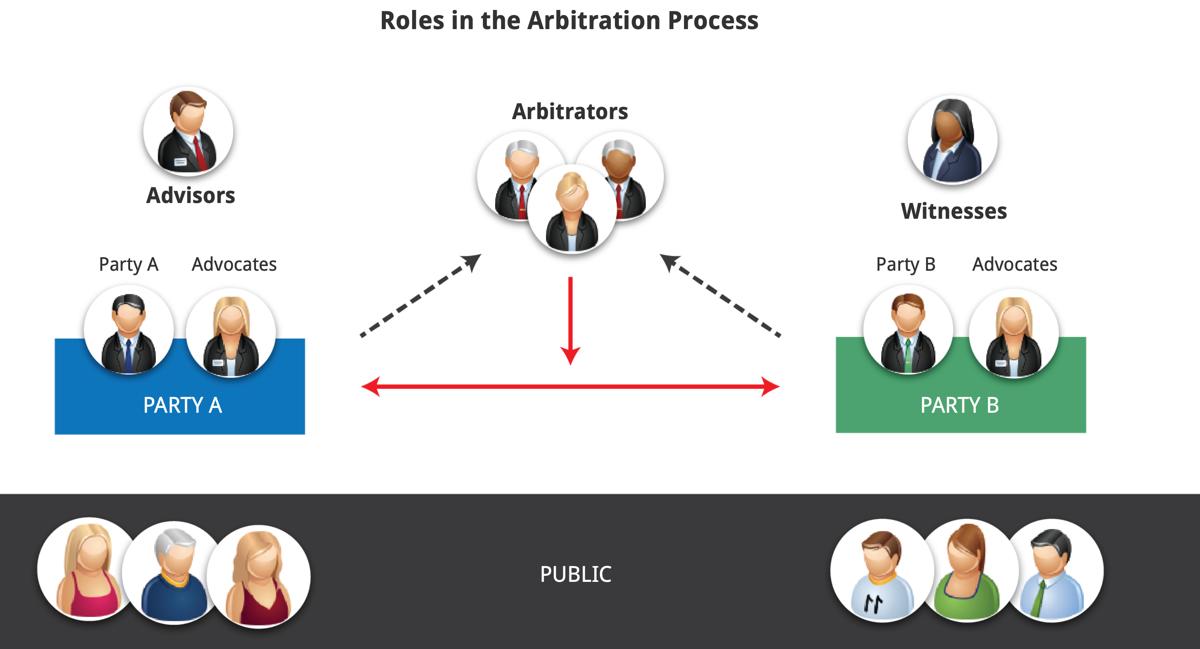 Roles in the Arbitration Process
Arbitrators
Advisors
Witnesses
Party A
Advocates
Party B
Advocates
PARTY A
PARTY B
PUBLIC
11